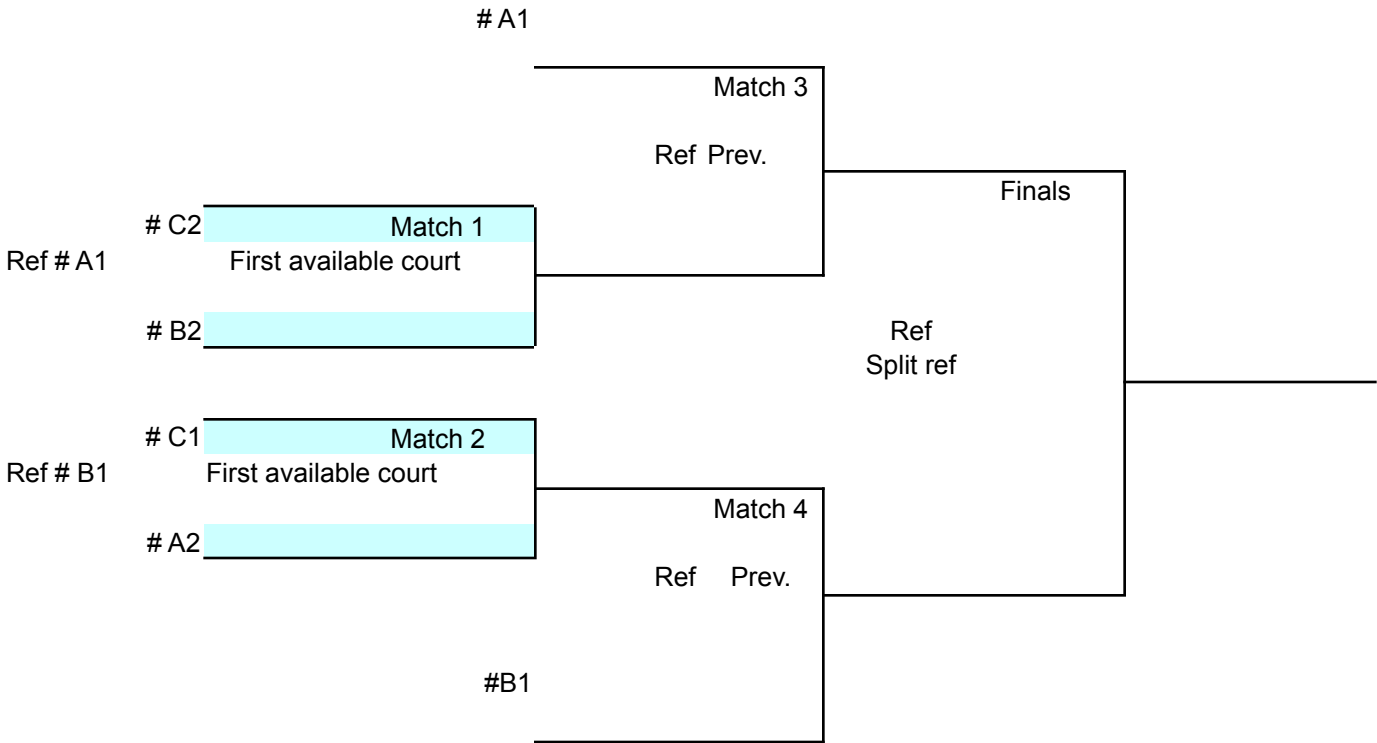 # A1
Match 3
Ref Prev.
Finals
# C2 Match 1
Ref # A1 First available court
# B2
Ref
Split ref
# C1 Match 2
Ref # B1 First available court
Match 4
# A2
Ref Prev.
#B1